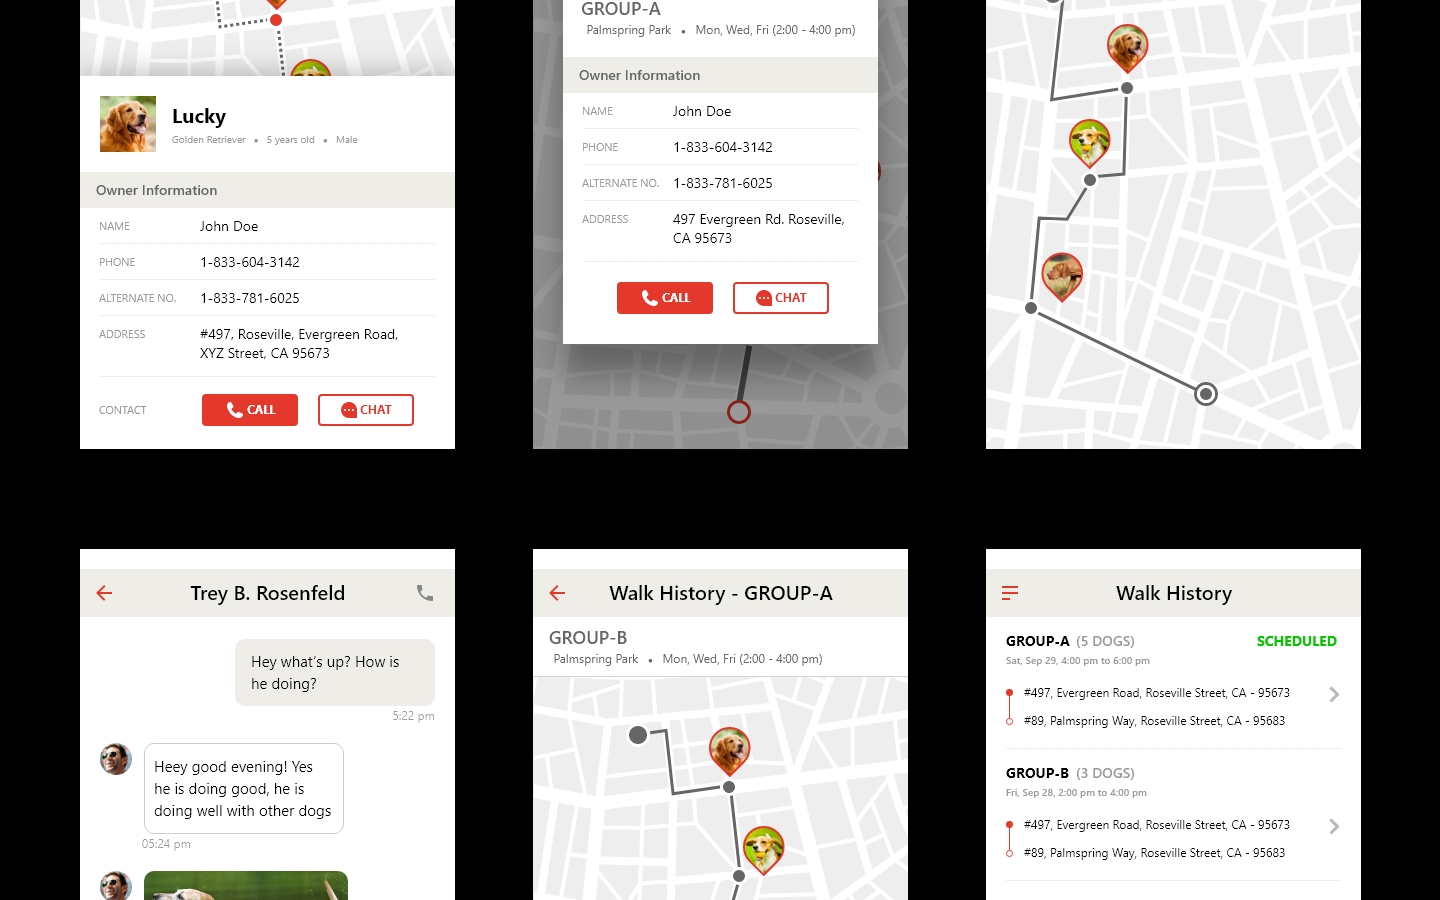 Lucky
Golden Retriever • 5 years old • Male
Owner Information
NAME John Doe
PHONE 1-833-604-3142
ALTERNATE NO. 1-833-781-6025
ADDRESS #497, Roseville, Evergreen Road,
XYZ Street, CA 95673
CONTACT CALL CHAT
GROUP-A
Palmspring Park • Mon, Wed, Fri (2:00 - 4:00 pm)
Owner Information
NAME John Doe
PHONE 1-833-604-3142
ALTERNATE NO. 1-833-781-6025
ADDRESS 497 Evergreen Rd. Roseville,
CA 95673
CALL CHAT
Trey B. Rosenfeld
Hey what's up? How is
he doing?
5:22 pm
Heey good evening! Yes
he is doing good, he is
doing well with other dogs
05:24 pm
Walk History - GROUP-A
GROUP-B
Palmspring Park • Mon, Wed, Fri (2:00 - 4:00 pm)
Walk History
GROUP-A (5 DOGS) SCHEDULED
Sat, Sep 29, 4:00 pm to 6:00 pm
#497, Evergreen Road, Roseville Street, CA - 95673
#89, Palmspring Way, Roseville Street, CA - 95683
GROUP-B (3 DOGS)
Fri, Sep 28, 2:00 pm to 4:00 pm
#497, Evergreen Road, Roseville Street, CA - 95673
#89, Palmspring Way, Roseville Street, CA - 95683